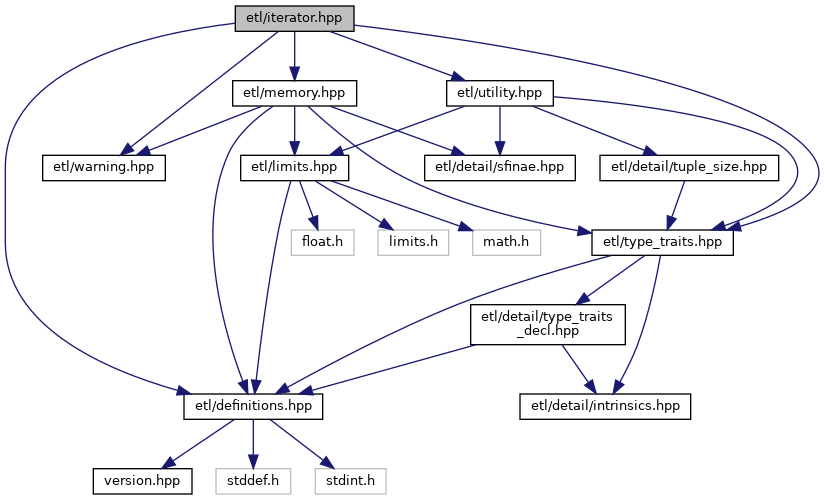 etl/iterator.hpp
etl/memory.hpp
etl/utility.hpp
etl/warning.hpp
etl/limits.hpp
etl/detail/sfinae.hpp
etl/detail/tuple_size.hpp
float.h
limits.h
math.h
etl/type_traits.hpp
etl/detail/type_traits
_decl.hpp
etl/definitions.hpp
etl/detail/intrinsics.hpp
version.hpp
stddef.h
stdint.h